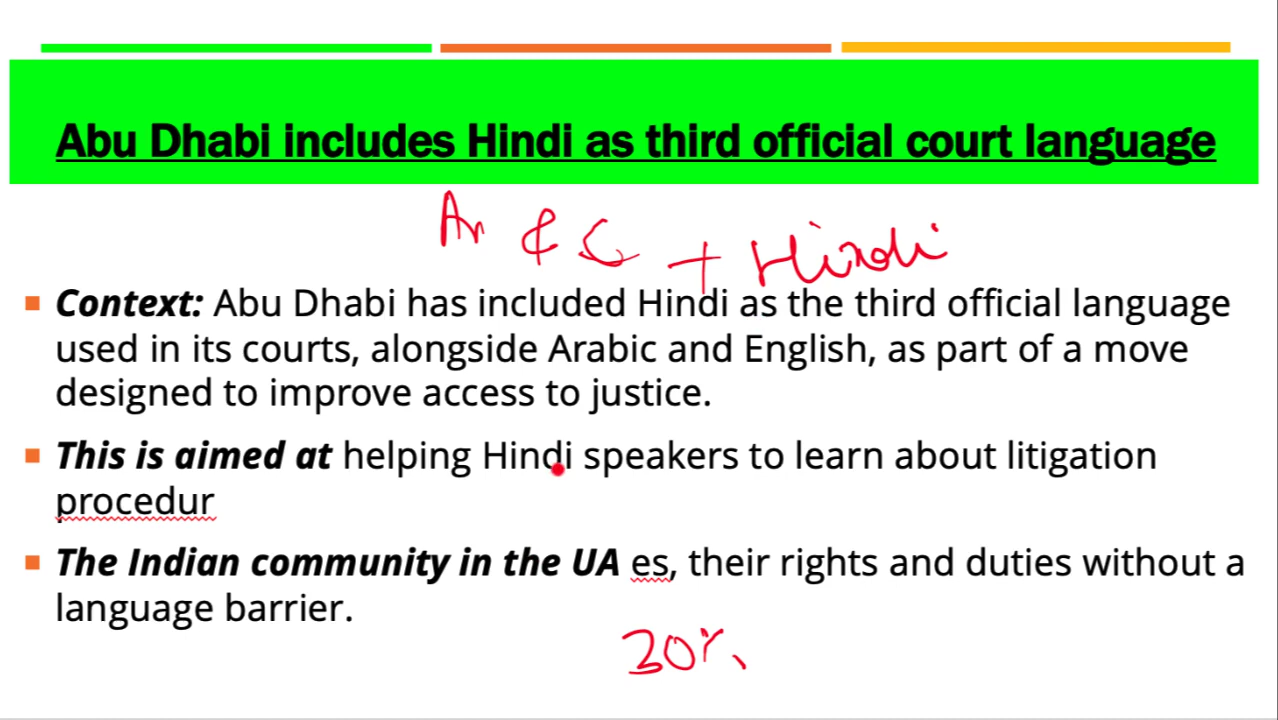 Abu Dhabi includes Hindi as third official court language
Ar & E + Hindi
Context: Abu Dhabi has included Hindi as the third official language
used in its courts, alongside Arabic and English, as part of a move
designed to improve access to justice.
This is aimed at helping Hindi speakers to learn about litigation
procedur
The Indian community in the UA es, their rights and duties without a
language barrier.
30%